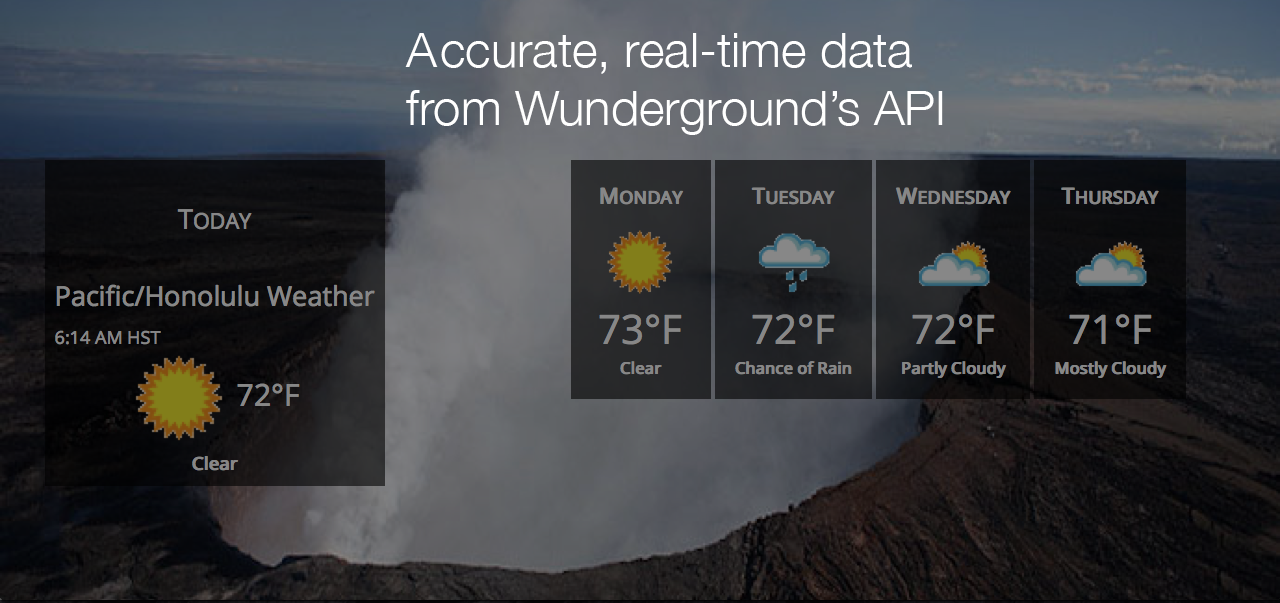 Accurate, real-time data
from Wunderground’s API
Today
Pacific/Honolulu Weather
6:14 AM HST
72°F
Clear
Monday
73°F
Clear
Tuesday
72°F
Chance of Rain
Wednesday
72°F
Partly Cloudy
Thursday
71°F
Mostly Cloudy